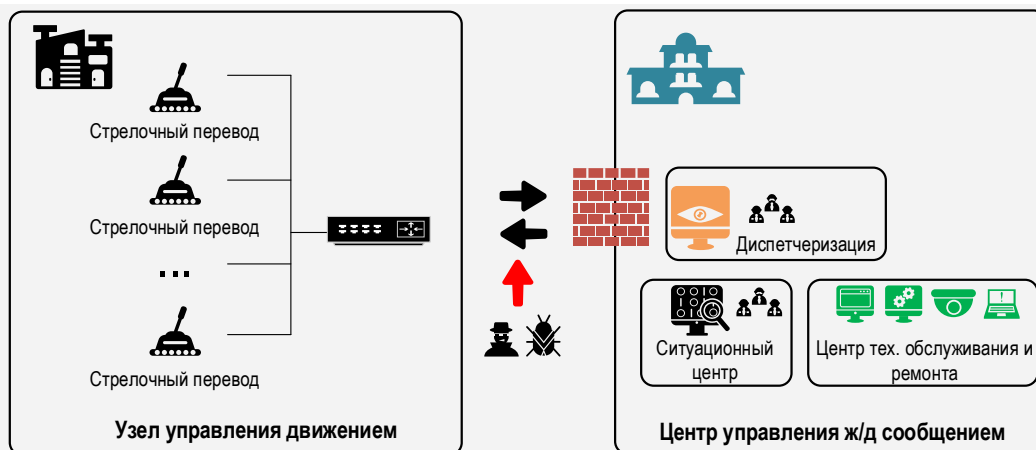 Стрелочный перевод
Стрелочный перевод
...
Стрелочный перевод
Узел управления движением
Диспетчеризация
Ситуационный
центр
Центр тех. обслуживания и
ремонта
Центр управления ж/д сообщением